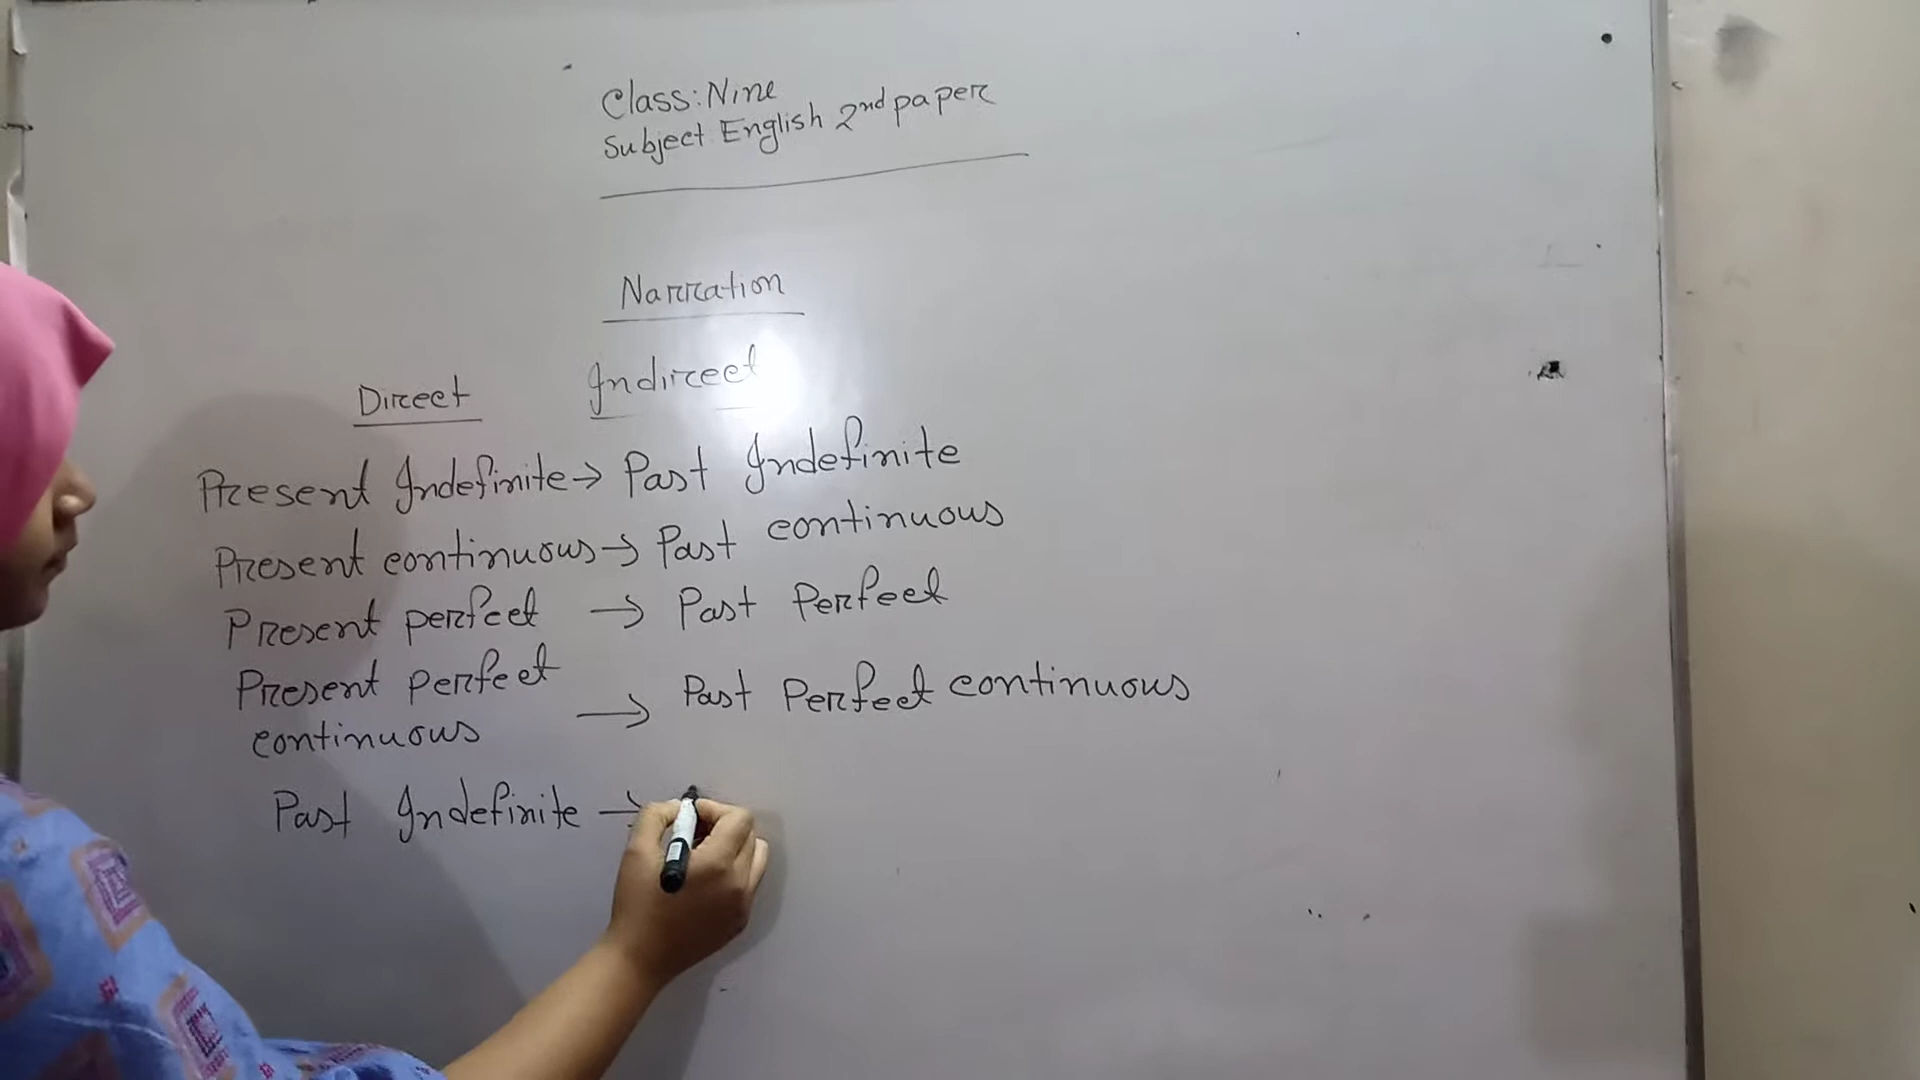 Class: Nine
Subject English 2nd paper
Narration
Direct Indirect
Present Indefinite → Past Indefinite
Present continuous → Past continuous
Present perfect → Past Perfect
Present perfect
continuous → Past Perfect continuous
Past Indefinite →